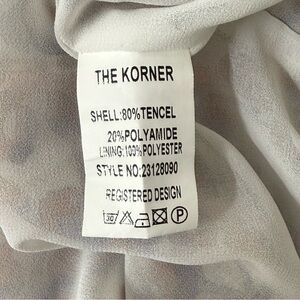 THE KORNER
SHELL:80%TENCEL
20%POLYAMIDE
LINING:100%POLYESTER
STYLE NO:23128090
REGISTERED DESIGN
30 P